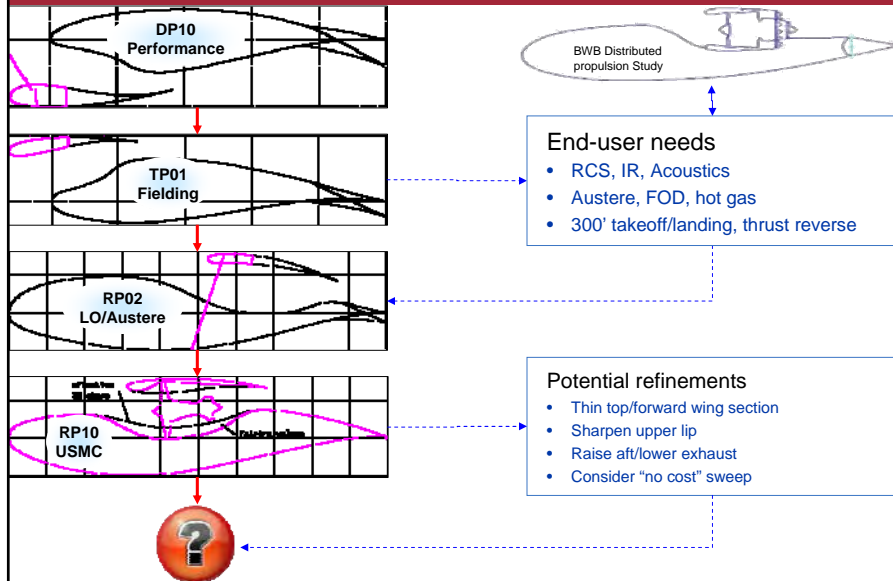 DP10
Performance
BWB Distributed
propulsion Study
TP01
Fielding
End-user needs
• RCS, IR, Acoustics
• Austere, FOD, hot gas
• 300' takeoff/landing, thrust reverse
RP02
LO/Austere
RP10
USMC
Potential refinements
• Thin top/forward wing section
• Sharpen upper lip
• Raise aft/lower exhaust
• Consider “no cost” sweep
?